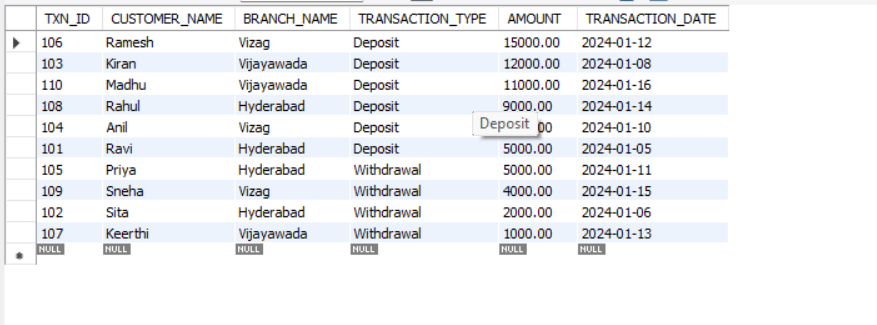 TXN_ID CUSTOMER_NAME BRANCH_NAME TRANSACTION_TYPE AMOUNT TRANSACTION_DATE
106 Ramesh Vizag Deposit 15000.00 2024-01-12
103 Kiran Vijayawada Deposit 12000.00 2024-01-08
110 Madhu Vijayawada Deposit 11000.00 2024-01-16
108 Rahul Hyderabad Deposit 9000.00 2024-01-14
Deposit
104 Anil Vizag Deposit 2024-01-10
101 Ravi Hyderabad Deposit 5000.00 2024-01-05
105 Priya Hyderabad Withdrawal 5000.00 2024-01-11
109 Sneha Vizag Withdrawal 4000.00 2024-01-15
102 Sita Hyderabad Withdrawal 2000.00 2024-01-06
107 Keerthi Vijayawada Withdrawal 1000.00 2024-01-13
NULL NULL NULL NULL NULL NULL